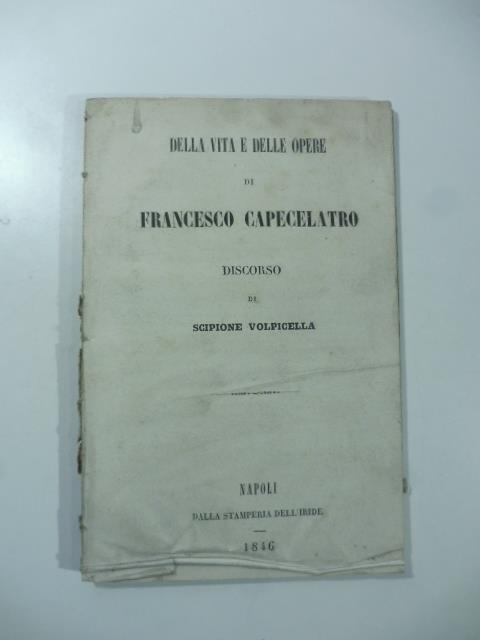 DELLA VITA E DELLE OPERE
DI
FRANCESCO CAPECELATRO
DISCORSO
DI
SCIPIONE VOLPICELLA
NAPOLI
DALLA STAMPERIA DELL'IRIDE
1846